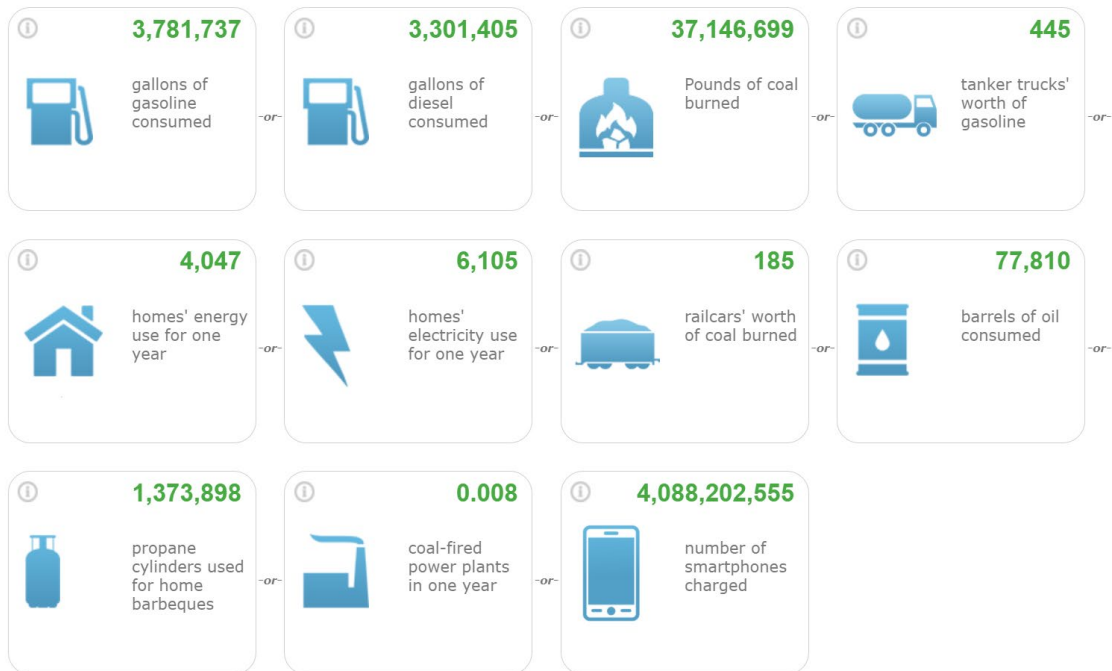 3,781,737
gallons of
gasoline
consumed
-or-
3,301,405
gallons of
diesel
consumed
-or-
37,146,699
Pounds of coal
burned
-or-
445
tanker trucks'
worth of
gasoline
-or-
4,047
homes' energy
use for one
year
-or-
6,105
homes'
electricity use
for one year
-or-
185
railcars' worth
of coal burned
-or-
77,810
barrels of oil
consumed
-or-
1,373,898
propane
cylinders used
for home
barbeques
-or-
0.008
coal-fired
power plants
in one year
-or-
4,088,202,555
number of
smartphones
charged